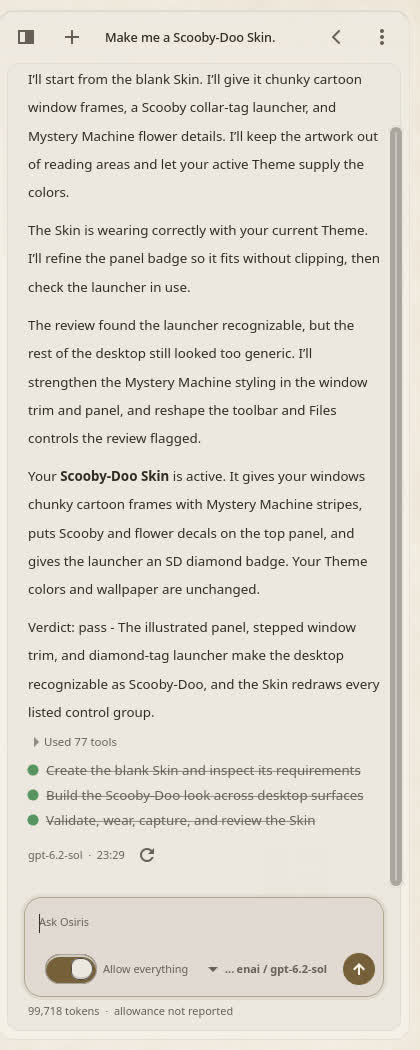 Make me a Scooby-Doo Skin.
I'll start from the blank Skin. I'll give it chunky cartoon
window frames, a Scooby collar-tag launcher, and
Mystery Machine flower details. I'll keep the artwork out
of reading areas and let your active Theme supply the
colors.
The Skin is wearing correctly with your current Theme.
I'll refine the panel badge so it fits without clipping, then
check the launcher in use.
The review found the launcher recognizable, but the
rest of the desktop still looked too generic. I'll
strengthen the Mystery Machine styling in the window
trim and panel, and reshape the toolbar and Files
controls the review flagged.
Your Scooby-Doo Skin is active. It gives your windows
chunky cartoon frames with Mystery Machine stripes,
puts Scooby and flower decals on the top panel, and
gives the launcher an SD diamond badge. Your Theme
colors and wallpaper are unchanged.
Verdict: pass - The illustrated panel, stepped window
trim, and diamond-tag launcher make the desktop
recognizable as Scooby-Doo, and the Skin redraws every
listed control group.
Used 77 tools
Create the blank Skin and inspect its requirements
Build the Scooby-Doo look across desktop surfaces
Validate, wear, capture, and review the Skin
gpt-6.2-sol · 23:29
Ask Osiris
Allow everything
... enai / gpt-6.2-sol
99,718 tokens · allowance not reported